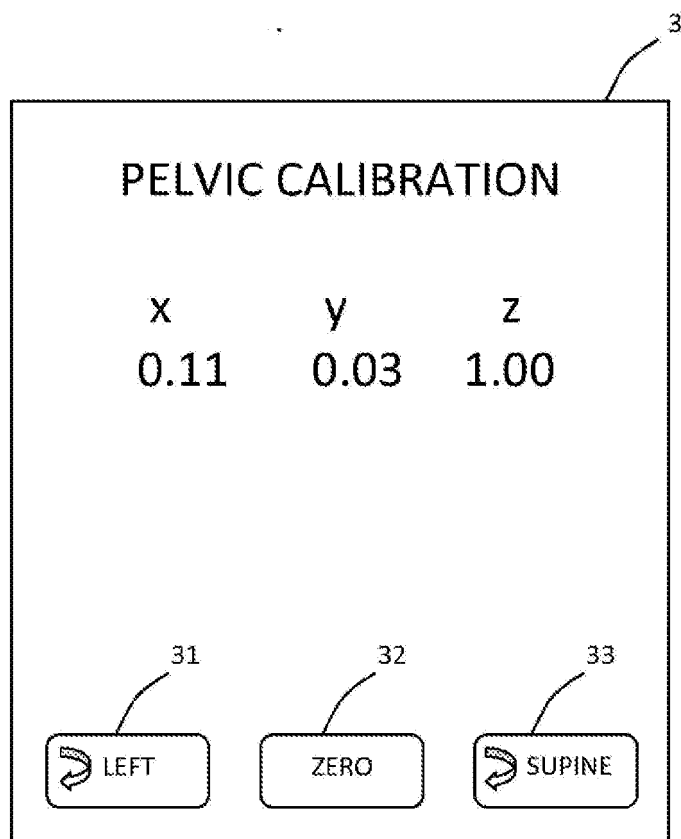 3
PELVIC CALIBRATION
x y z
0.11 0.03 1.00
31 32 33
LEFT ZERO SUPINE